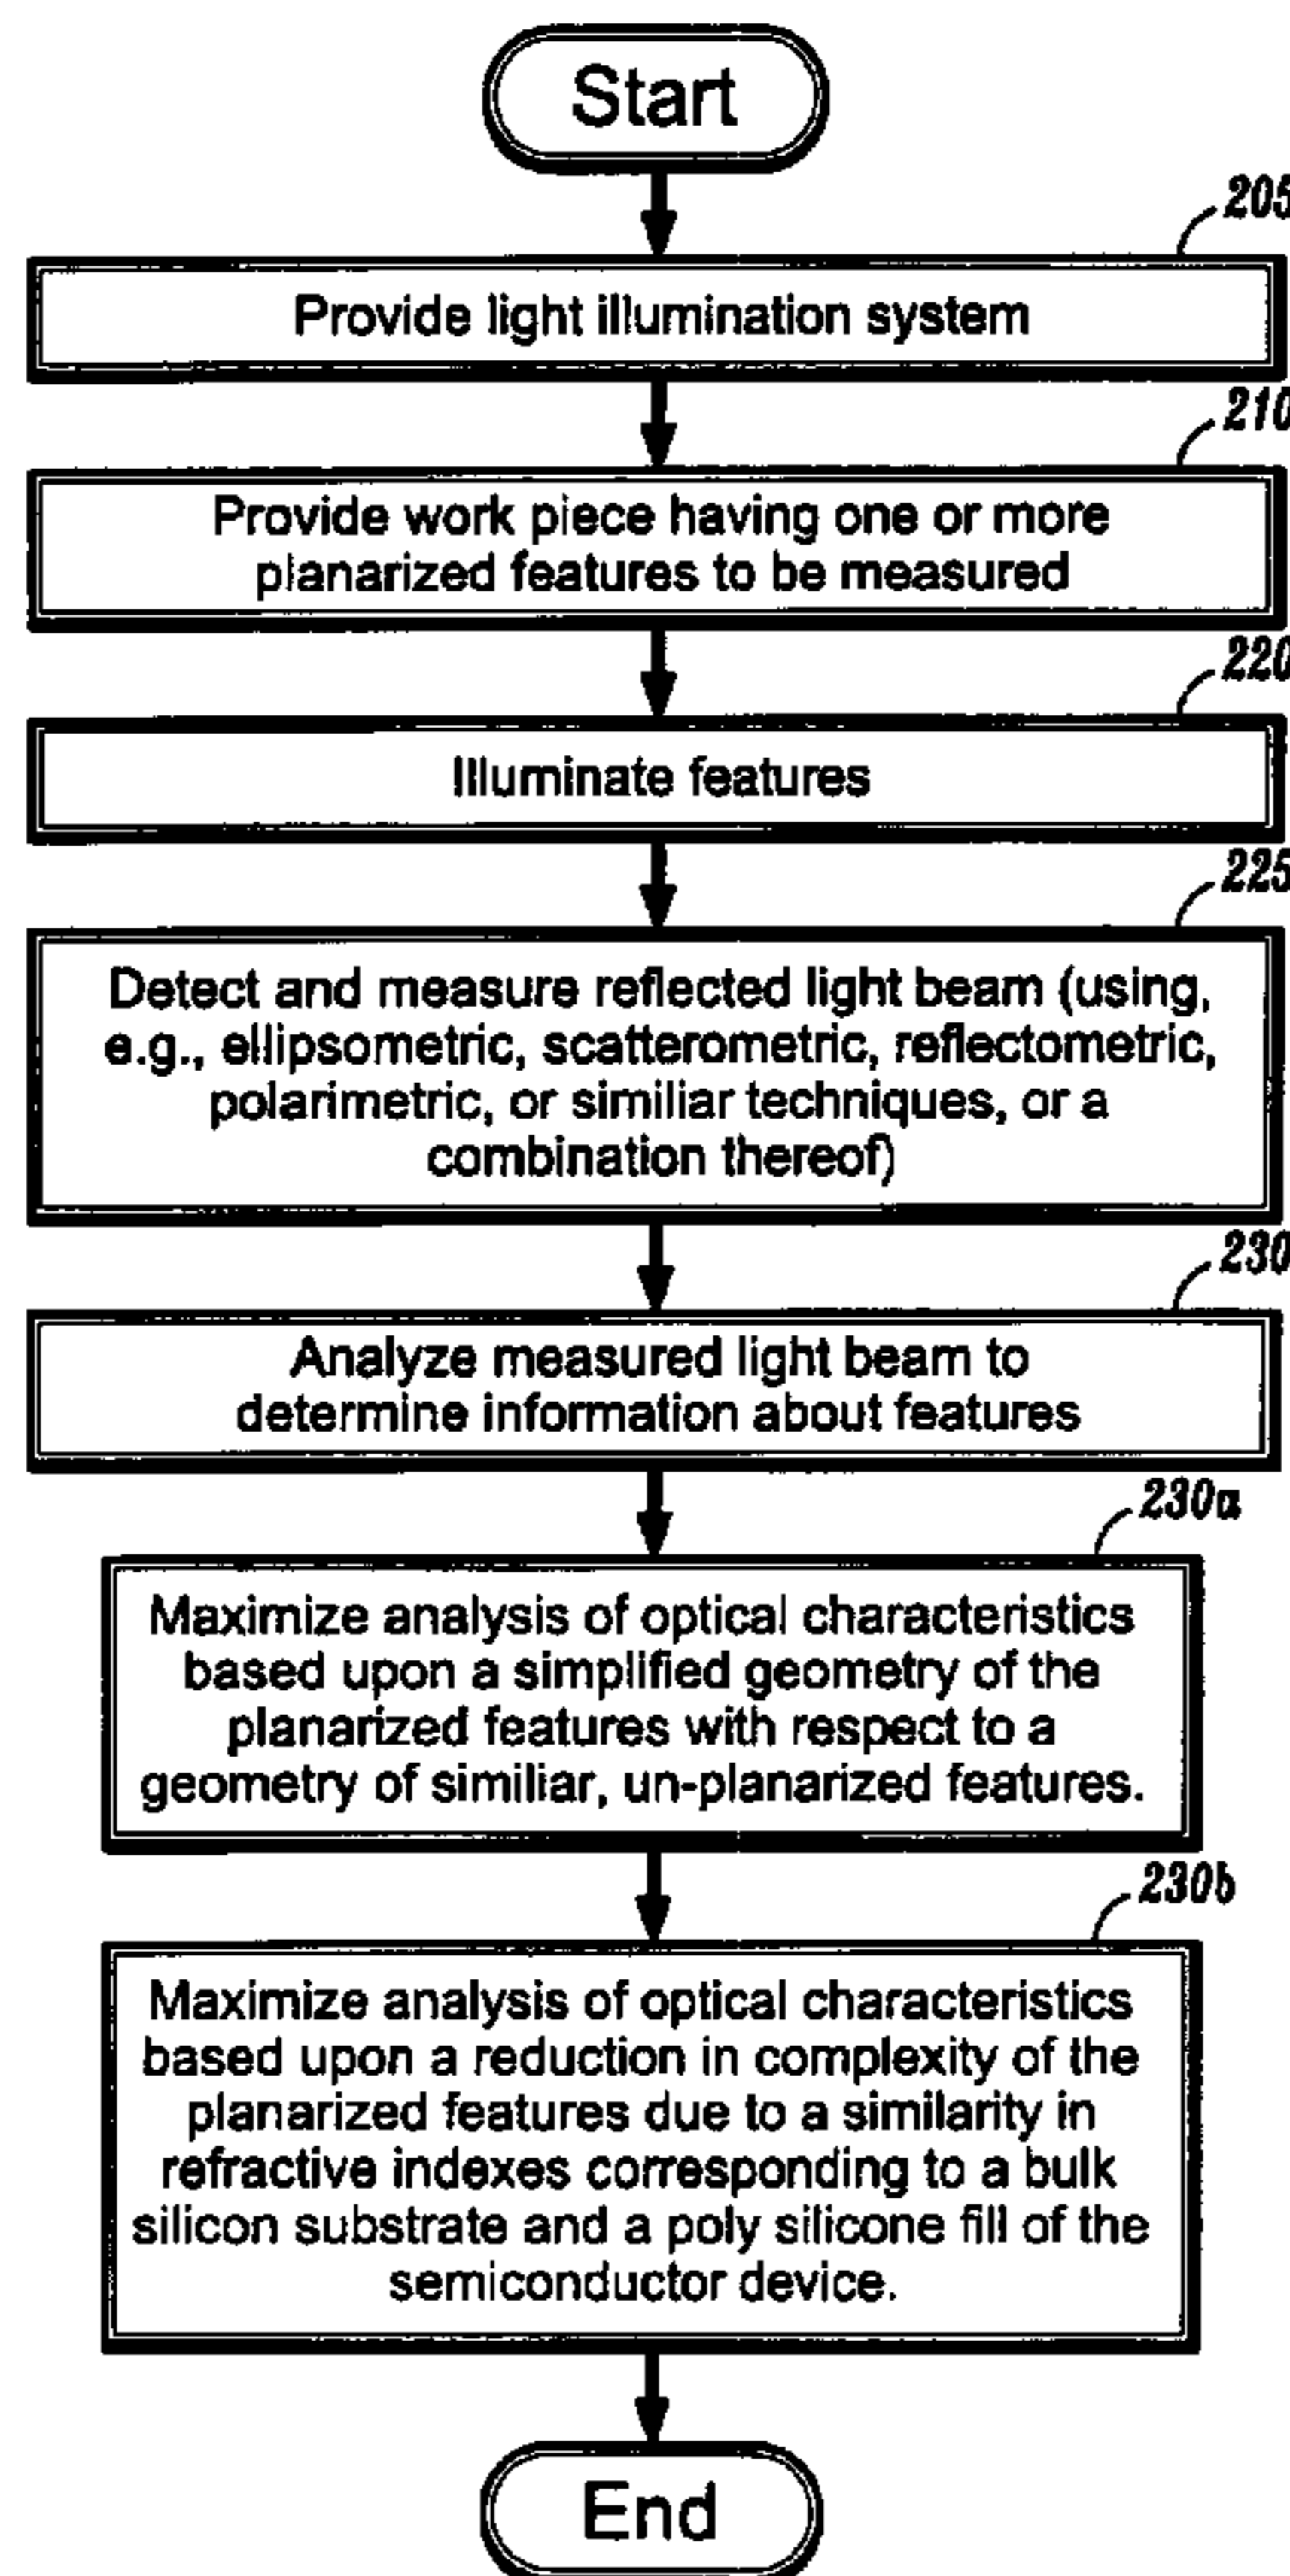 Start
205
Provide light illumination system
210
Provide work piece having one or more
planarized features to be measured
220
Illuminate features
225
Detect and measure reflected light beam (using,
e.g., ellipsometric, scatterometric, reflectometric,
polarimetric, or similiar techniques, or a
combination thereof)
230
Analyze measured light beam to
determine information about features
230a
Maximize analysis of optical characteristics
based upon a simplified geometry of the
planarized features with respect to a
geometry of similiar, un-planarized features.
230b
Maximize analysis of optical characteristics
based upon a reduction in complexity of the
planarized features due to a similarity in
refractive indexes corresponding to a bulk
silicon substrate and a poly silicone fill of the
semiconductor device.
End